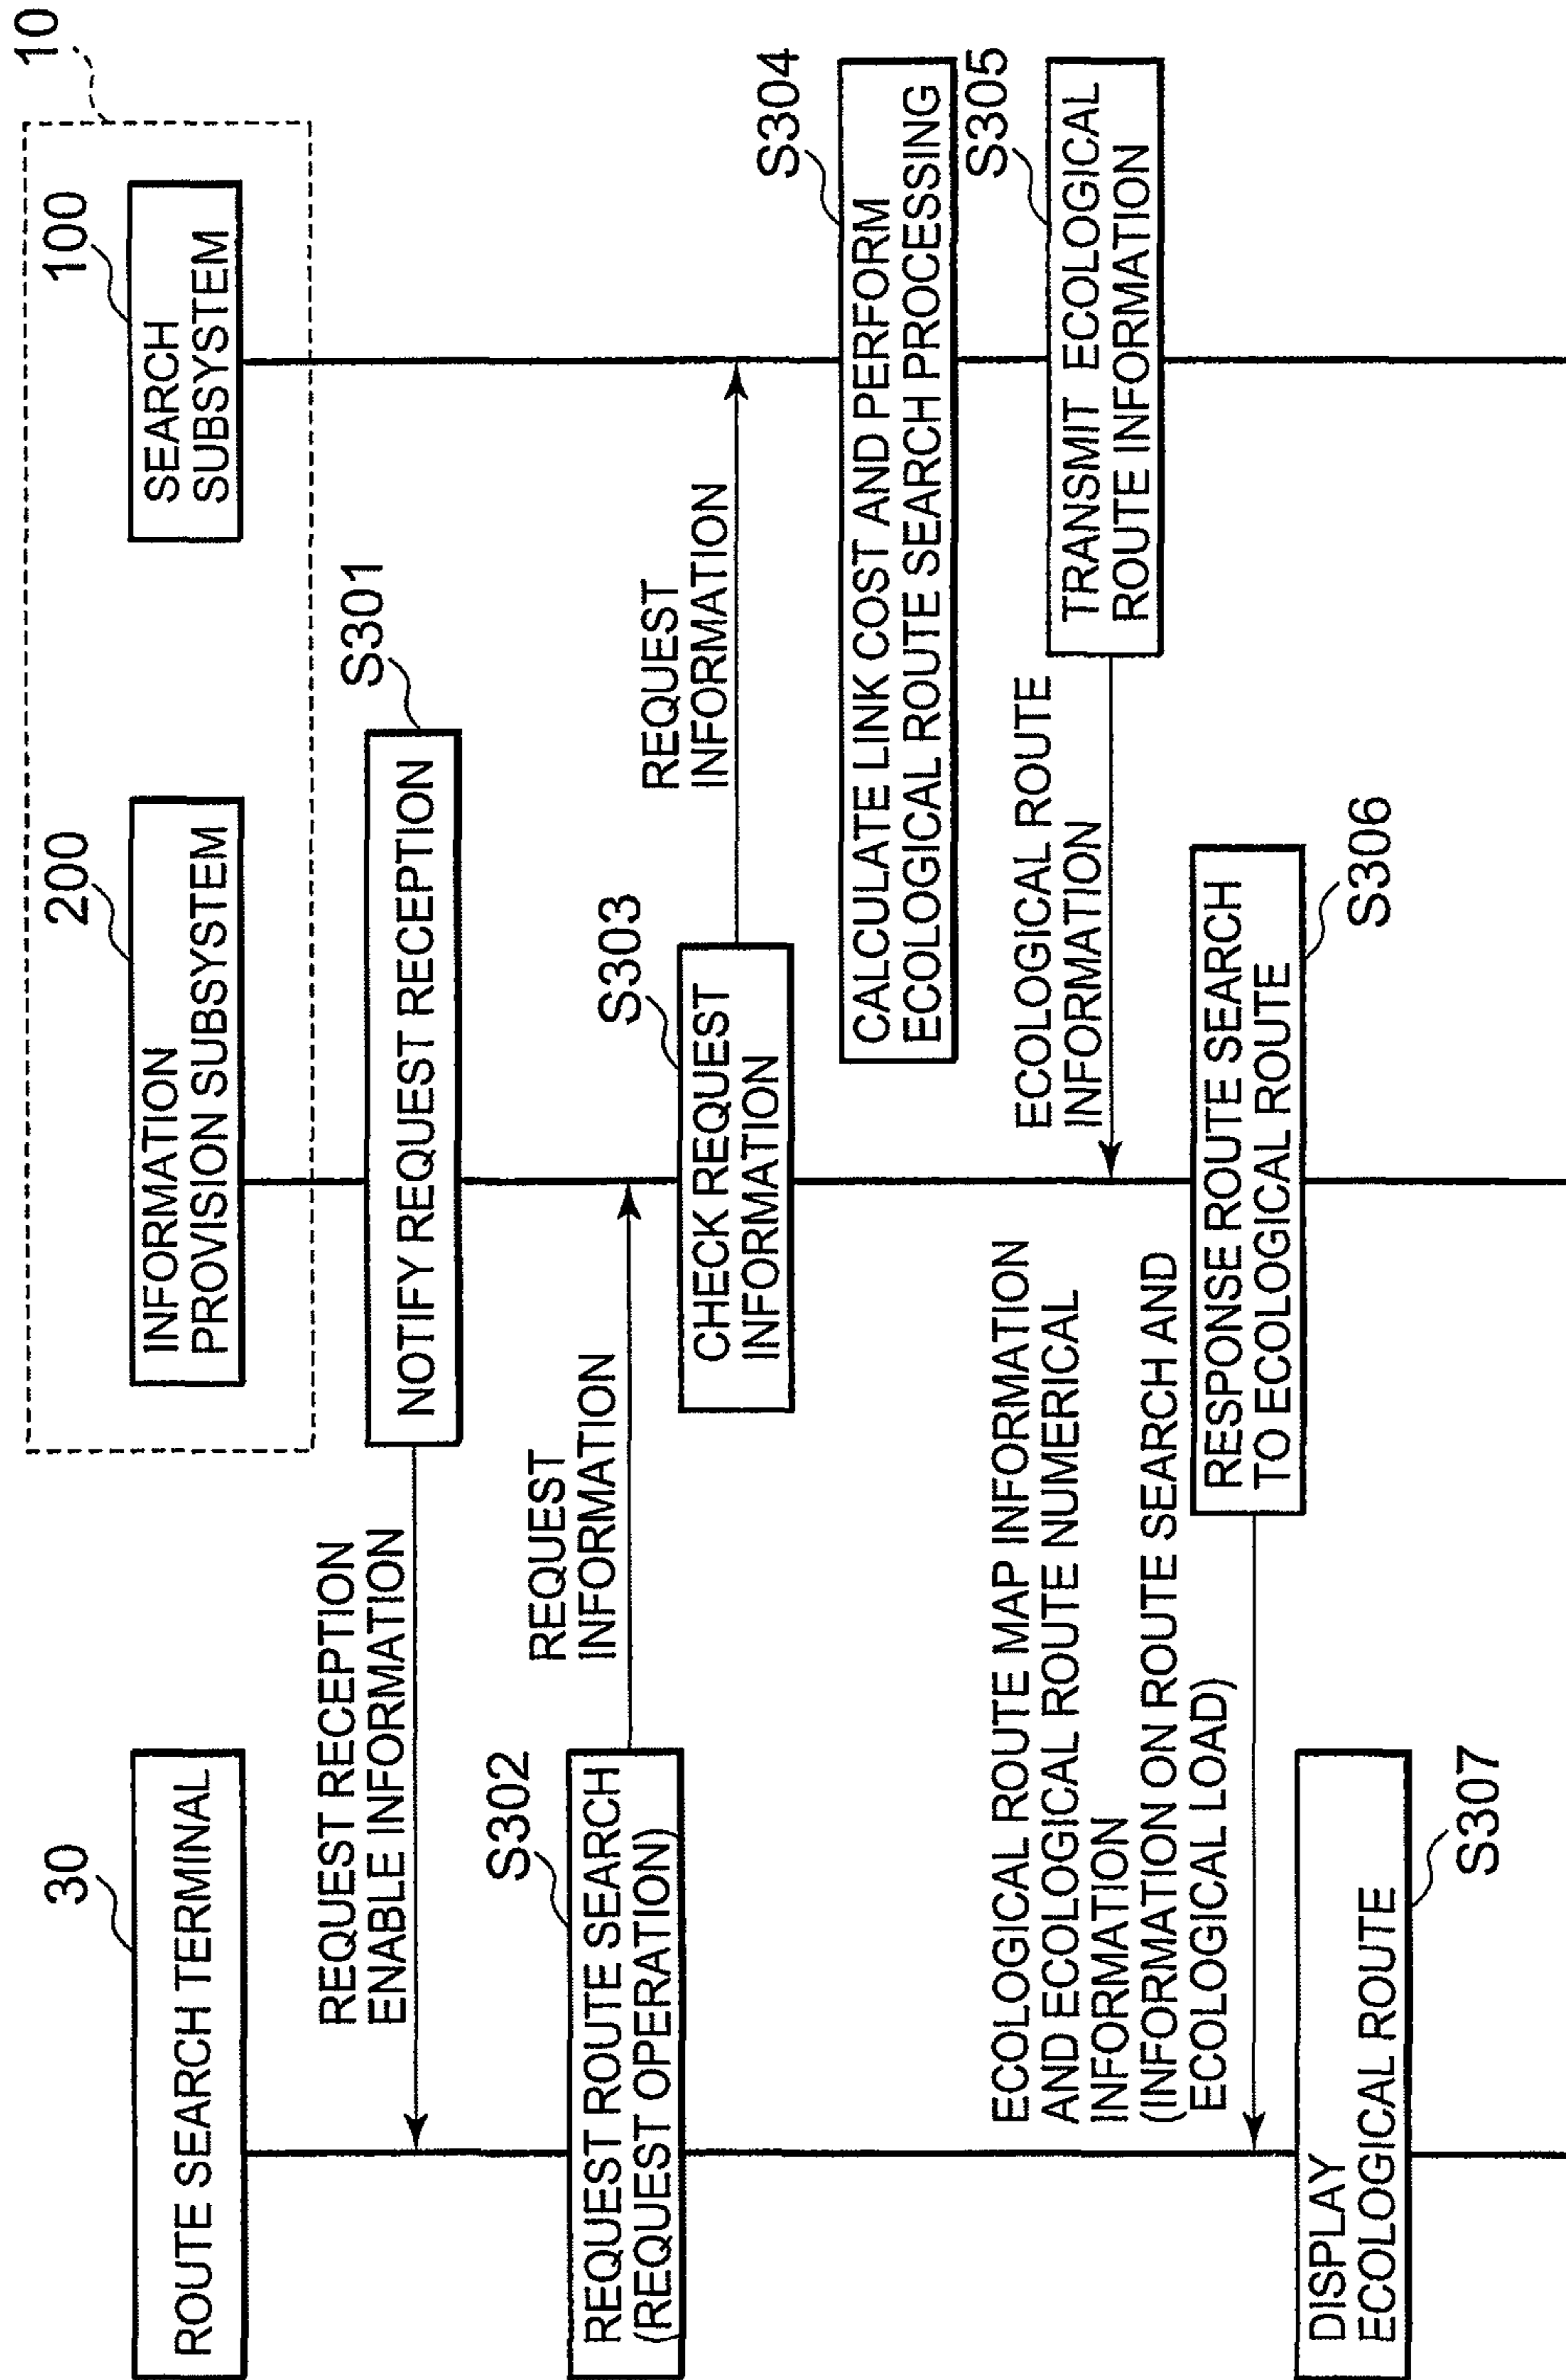 10
30
ROUTE SEARCH TERMINAL
200
INFORMATION
PROVISION SUBSYSTEM
100
SEARCH
SUBSYSTEM
S301
NOTIFY REQUEST RECEPTION
REQUEST RECEPTION
ENABLE INFORMATION
S302
REQUEST ROUTE SEARCH
(REQUEST OPERATION)
REQUEST
INFORMATION
S303
CHECK REQUEST
INFORMATION
REQUEST
INFORMATION
S304
CALCULATE LINK COST AND PERFORM
ECOLOGICAL ROUTE SEARCH PROCESSING
S305
TRANSMIT ECOLOGICAL
ROUTE INFORMATION
ECOLOGICAL ROUTE
INFORMATION
RESPONSE ROUTE SEARCH
TO ECOLOGICAL ROUTE
S306
ECOLOGICAL ROUTE MAP INFORMATION
AND ECOLOGICAL ROUTE NUMERICAL
INFORMATION
(INFORMATION ON ROUTE SEARCH AND
ECOLOGICAL LOAD)
DISPLAY
ECOLOGICAL ROUTE
S307